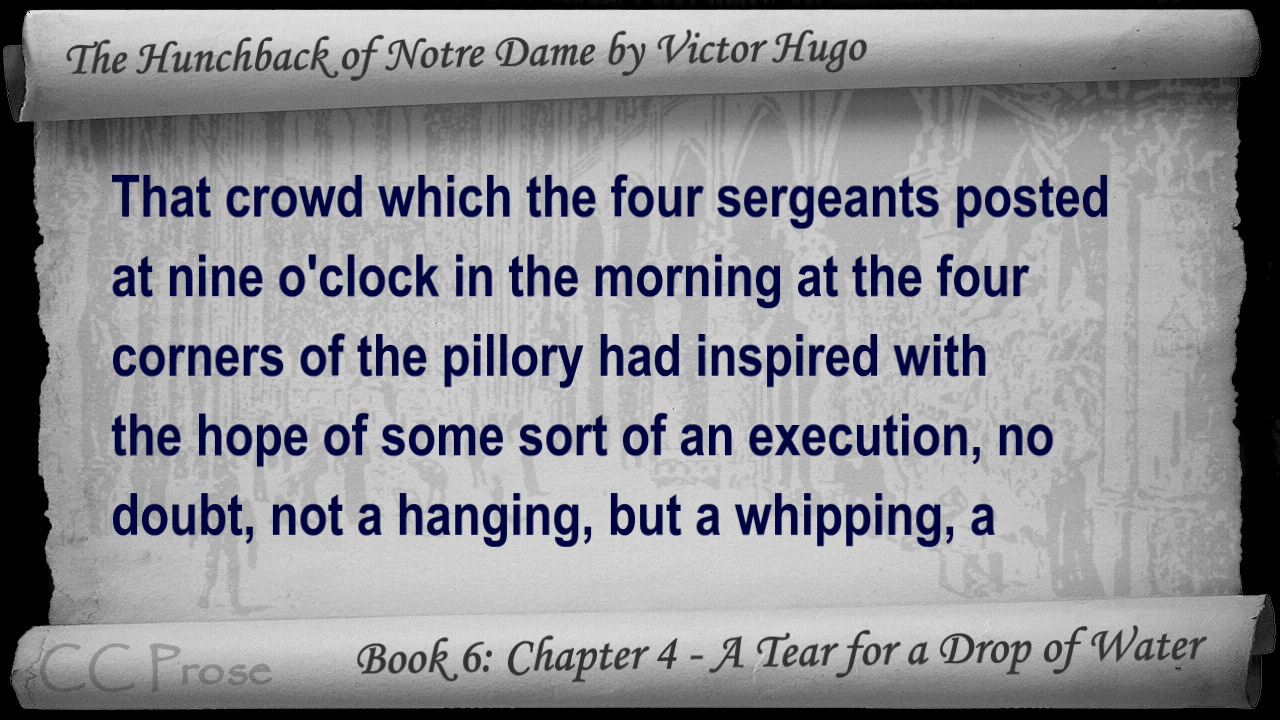 The Hunchback of Notre Dame by Victor Hugo
That crowd which the four sergeants posted
at nine o'clock in the morning at the four
corners of the pillory had inspired with
the hope of some sort of an execution, no
doubt, not a hanging, but a whipping, a
CC Prose
Book 6: Chapter 4 - A Tear for a Drop of Water